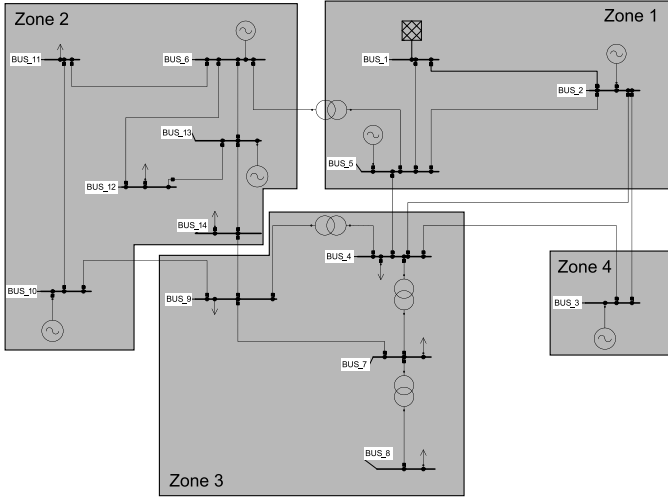 Zone 2
Zone 1
BUS_11
BUS_6
BUS_1
BUS_2
BUS_13
BUS_5
BUS_12
BUS_14
BUS_4
Zone 4
BUS_10
BUS_9
BUS_3
BUS_7
BUS_8
Zone 3